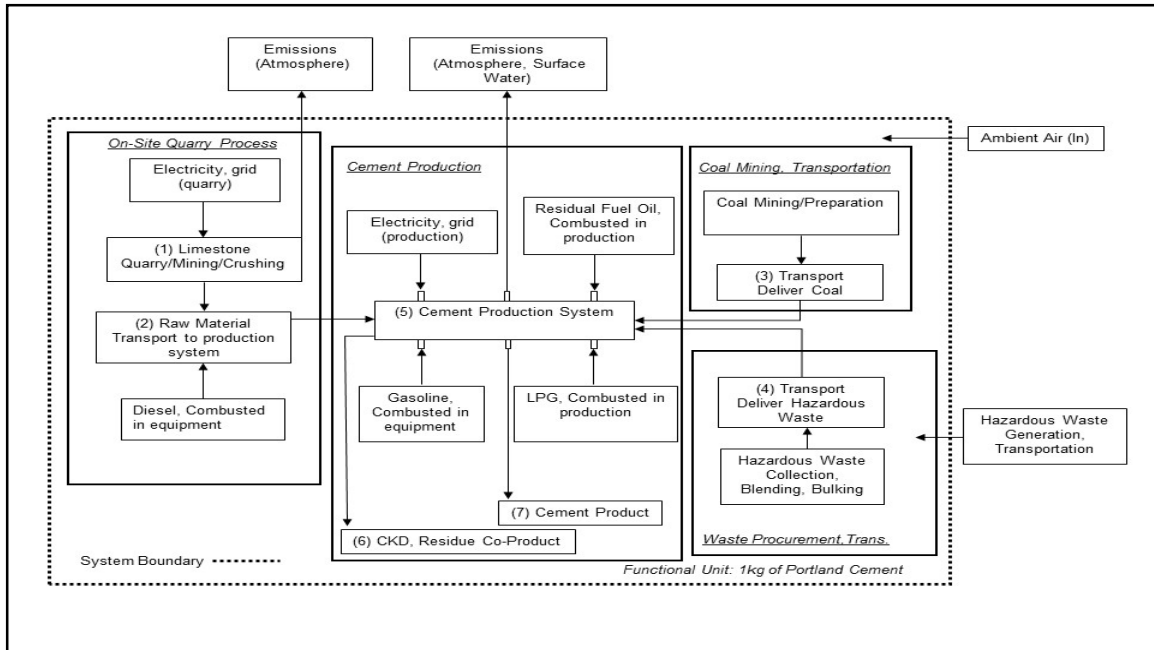 Emissions
(Atmosphere)
Emissions
(Atmosphere, Surface
Water)
Ambient Air (In)
On-Site Quarry Process
Electricity, grid
(quarry)
(1) Limestone
Quarry/Mining/Crushing
(2) Raw Material
Transport to production
system
Diesel, Combusted
in equipment
Cement Production
Electricity, grid
(production)
Residual Fuel Oil,
Combusted in
production
(5) Cement Production System
Gasoline,
Combusted in
equipment
LPG, Combusted in
production
(7) Cement Product
(6) CKD, Residue Co-Product
Coal Mining, Transportation
Coal Mining/Preparation
(3) Transport
Deliver Coal
(4) Transport
Deliver Hazardous
Waste
Hazardous Waste
Collection,
Blending, Bulking
Waste Procurement,Trans.
Hazardous Waste
Generation,
Transportation
System Boundary
Functional Unit: 1kg of Portland Cement